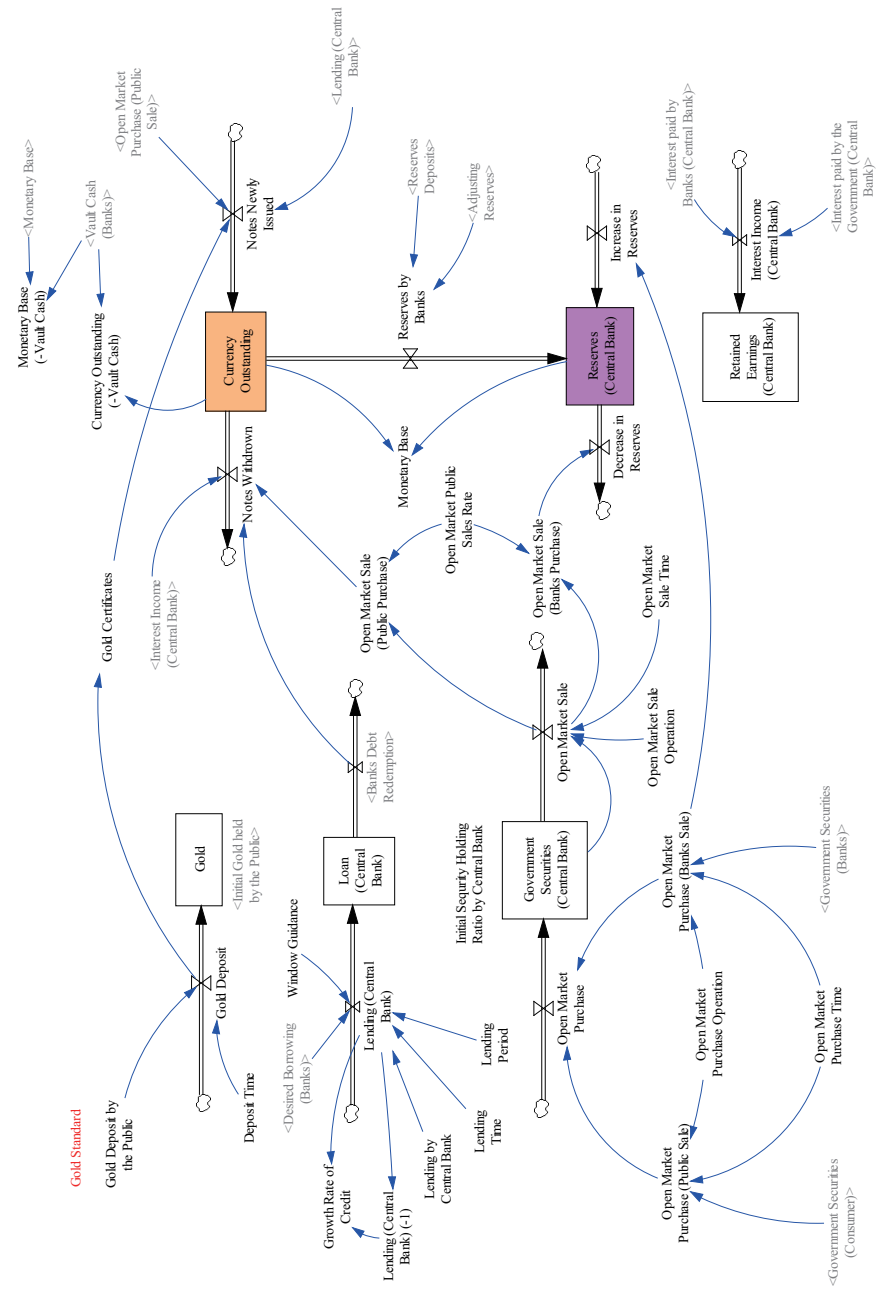 Gold Standard
Gold Deposit by
the Public
Deposit Time
Gold Deposit
Gold
<Initial Gold held
by the Public>
Gold Certificates
<Interest Income
(Central Bank)>
Notes Withdrown
Currency
Outstanding
Currency Outstanding
(-Vault Cash)
Monetary Base
(-Vault Cash)
<Monetary Base>
<Vault Cash
(Banks)>
<Open Market
Purchase (Public
Sale)>
Notes Newly
Issued
<Lending (Central
Bank)>
Growth Rate of
Credit
Lending (Central
Bank) (-1)
Lending by
Central Bank
Lending
Time
Lending
Period
<Desired Borrowing
(Banks)>
Window Guidance
Lending (Central
Bank)
Loan
(Central
Bank)
<Banks Debt
Redemption>
Open Market Sale
(Public Purchase)
Monetary Base
Open Market Public
Sales Rate
Reserves by
Banks
<Reserves
Deposits>
<Adjusting
Reserves>
Initial Sequrity Holding
Ratio by Central Bank
Open Market
Purchase
Government
Securities
(Central Bank)
Open Market Sale
Open Market Sale
(Banks Purchase)
Decrease in
Reserves
Reserves
(Central Bank)
Increase in
Reserves
Open Market Sale
Operation
Open Market
Sale Time
Open Market
Purchase (Public Sale)
Open Market
Purchase Operation
Open Market
Purchase (Banks Sale)
Open Market
Purchase Time
<Government Securities
(Consumer)>
<Government Securities
(Banks)>
Retained
Earnings
(Central Bank)
Interest Income
(Central Bank)
<Interest paid by
Banks (Central Bank)>
<Interest paid by the
Government (Central
Bank)>